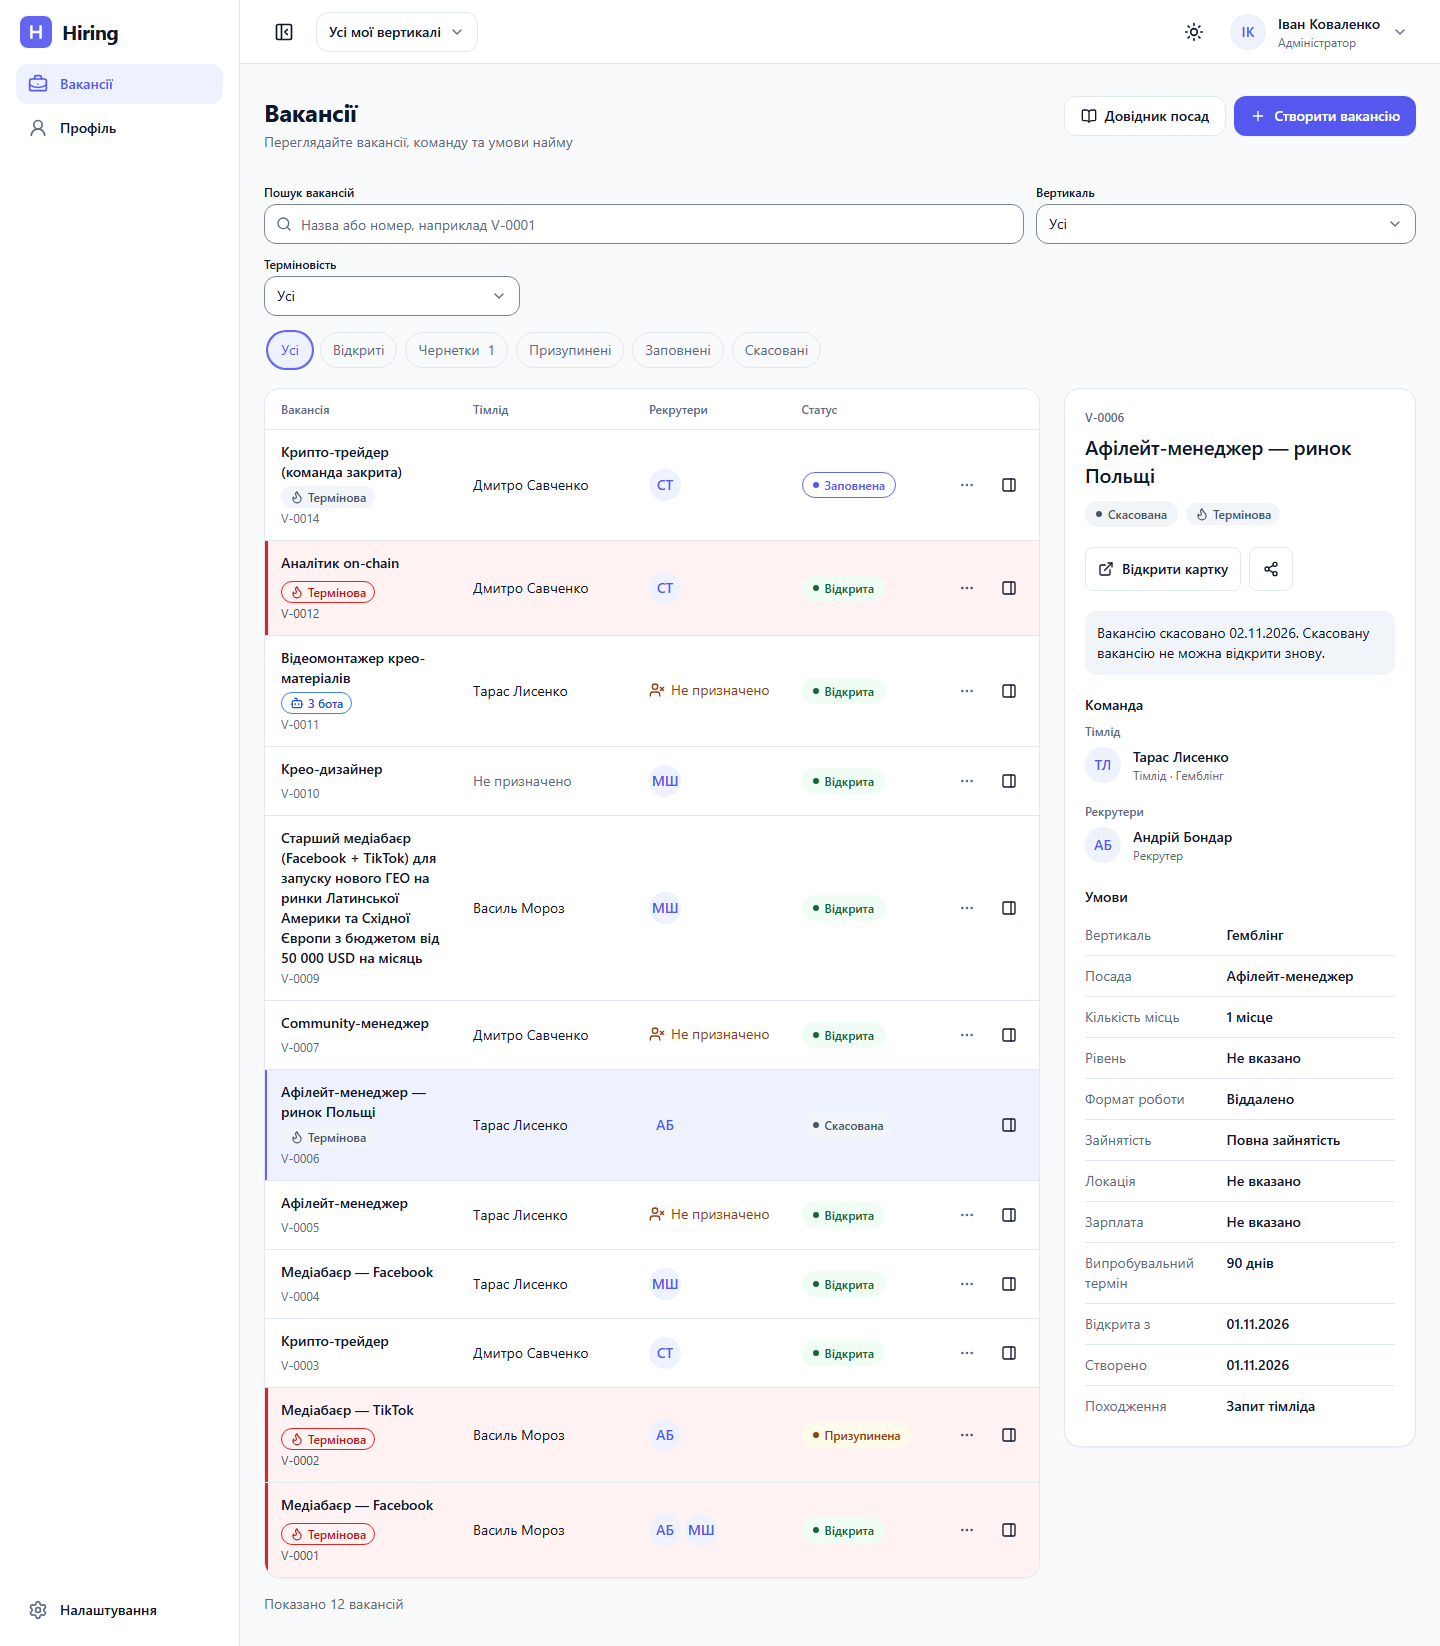 Hiring
Вакансії
Профіль
Налаштування
Усі мої вертикалі
ІК
Іван Коваленко
Адміністратор
Вакансії
Переглядайте вакансії, команду та умови найму
Довідник посад
Створити вакансію
Пошук вакансій
Назва або номер, наприклад V-0001
Вертикаль
Усі
Терміновість
Усі
Усі
Відкриті
Чернетки 1
Призупинені
Заповнені
Скасовані
Вакансія Тімлід Рекрутери Статус
Крипто-трейдер
(команда закрита)
Термінова
V-0014
Дмитро Савченко
СТ
Заповнена
Аналітик on-chain
Термінова
V-0012
Дмитро Савченко
СТ
Відкрита
Відеомонтажер крео-
матеріалів
3 бота
V-0011
Тарас Лисенко
Не призначено
Відкрита
Крео-дизайнер
V-0010
Не призначено
МШ
Відкрита
Старший медіабаєр
(Facebook + TikTok) для
запуску нового ГЕО на
ринки Латинської
Америки та Східної
Європи з бюджетом від
50 000 USD на місяць
V-0009
Василь Мороз
МШ
Відкрита
Community-менеджер
V-0007
Дмитро Савченко
Не призначено
Відкрита
Афілейт-менеджер —
ринок Польщі
Термінова
V-0006
Тарас Лисенко
АБ
Скасована
Афілейт-менеджер
V-0005
Тарас Лисенко
Не призначено
Відкрита
Медіабаєр — Facebook
V-0004
Тарас Лисенко
МШ
Відкрита
Крипто-трейдер
V-0003
Дмитро Савченко
СТ
Відкрита
Медіабаєр — TikTok
Термінова
V-0002
Василь Мороз
АБ
Призупинена
Медіабаєр — Facebook
Термінова
V-0001
Василь Мороз
АБ МШ
Відкрита
Показано 12 вакансій
V-0006
Афілейт-менеджер — ринок
Польщі
Скасована
Термінова
Відкрити картку
Вакансію скасовано 02.11.2026. Скасовану
вакансію не можна відкрити знову.
Команда
Тімлід
ТЛ
Тарас Лисенко
Тімлід · Гемблінг
Рекрутери
АБ
Андрій Бондар
Рекрутер
Умови
Вертикаль Гемблінг
Посада Афілейт-менеджер
Кількість місць 1 місце
Рівень Не вказано
Формат роботи Віддалено
Зайнятість Повна зайнятість
Локація Не вказано
Зарплата Не вказано
Випробувальний 90 днів
термін
Відкрита з 01.11.2026
Створено 01.11.2026
Походження Запит тімліда